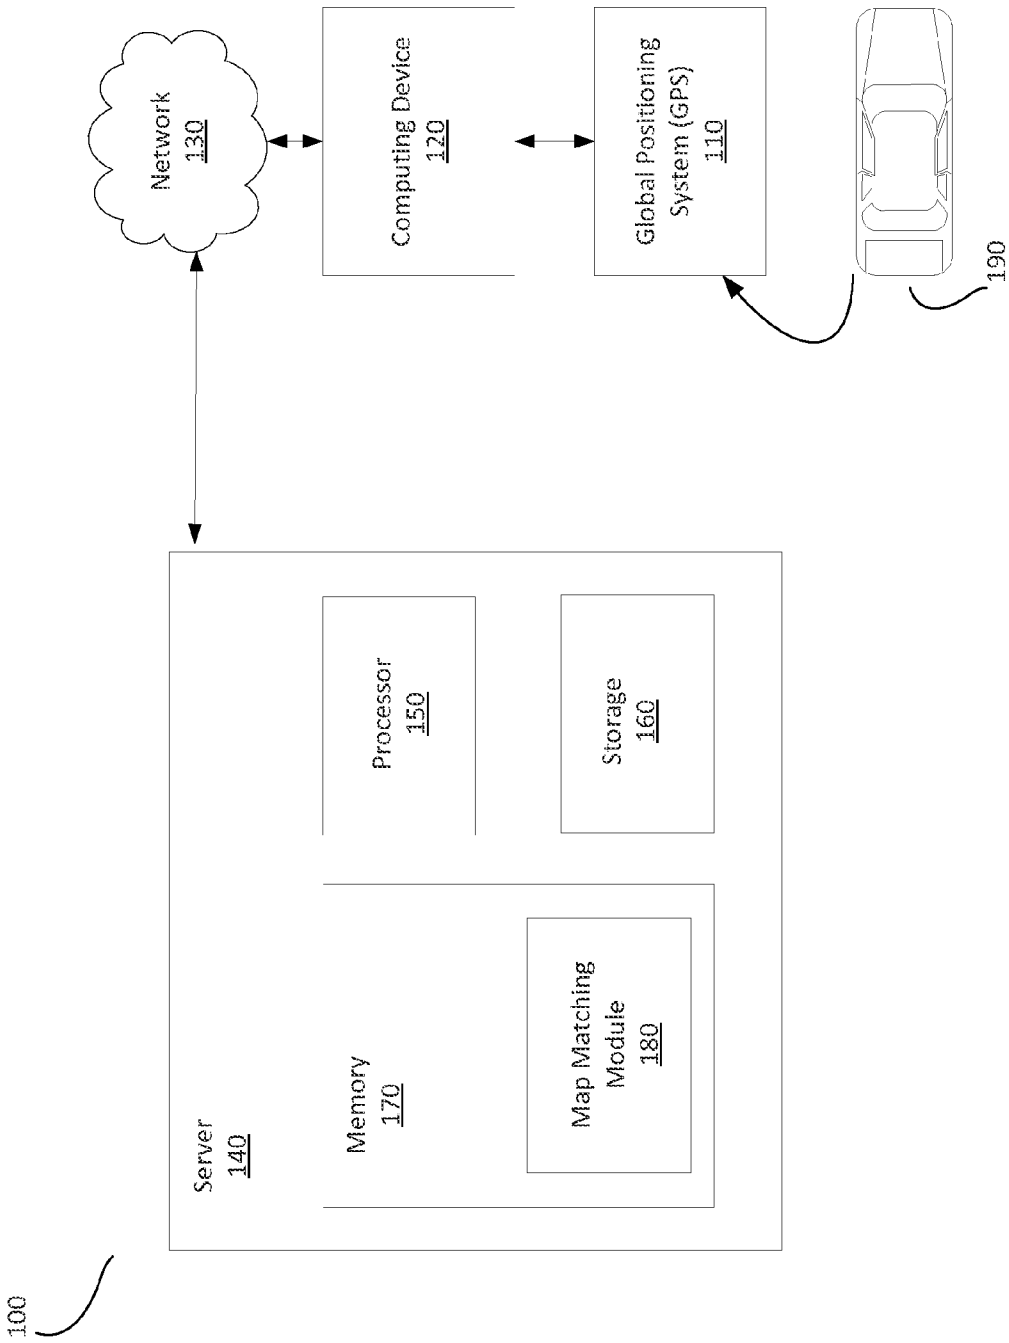 100
Server
140
Memory
170
Map Matching
Module
180
Processor
150
Storage
160
Network
130
Computing Device
120
Global Positioning
System (GPS)
110
190